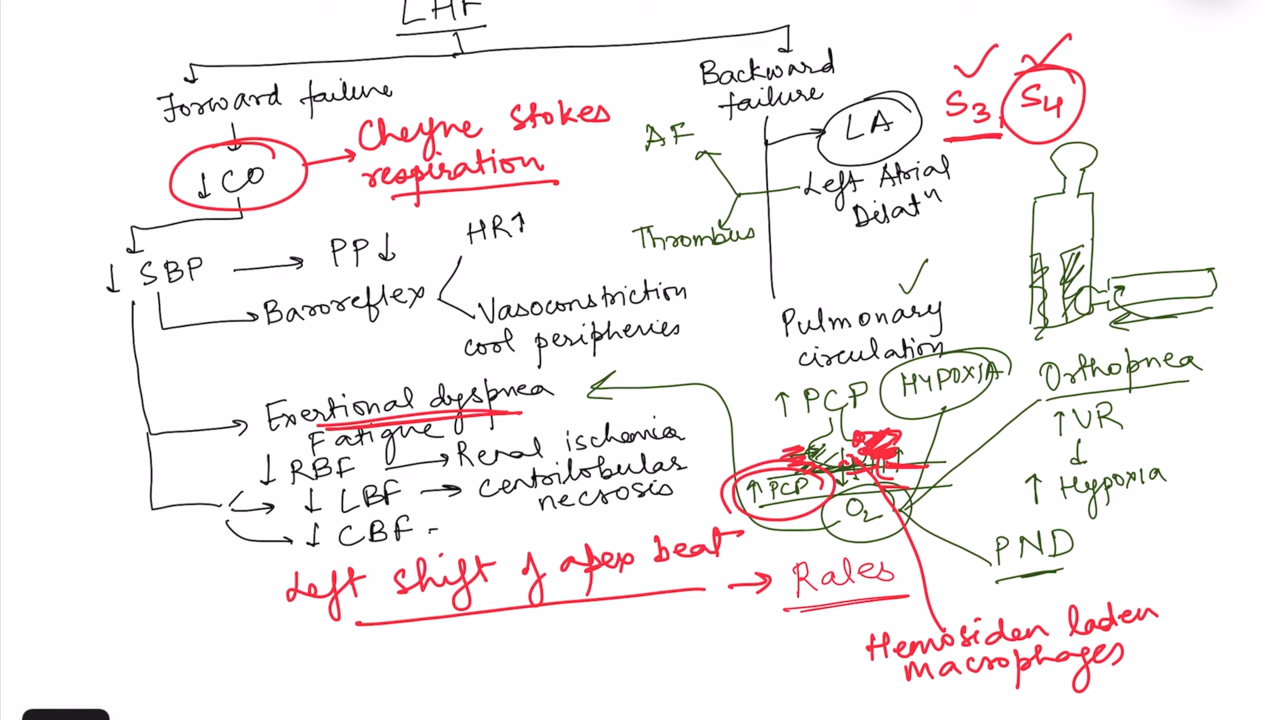 LHF
Forward failure
↓ CO
Cheyne stokes
respiration
↓ SBP → PP↓
Baroreflex
HR↑
Vasoconstriction
cool peripheries
Exertional dyspnea
Fatigue
↓ RBF → Renal ischemia
↓ LBF → centrilobular
necrosis
↓ CBF -
Left shift of apex beat
→ Rales
Backward
failure
LA
S3 S4
Left Atrial
Dilatⁿ
AF
Thrombus
Pulmonary
circulation
↑ PCP
HYPOXIA
↑ PCP
O2
Orthopnea
↑ VR
↓
↑ Hypoxia
PND
Hemosiden laden
macrophages